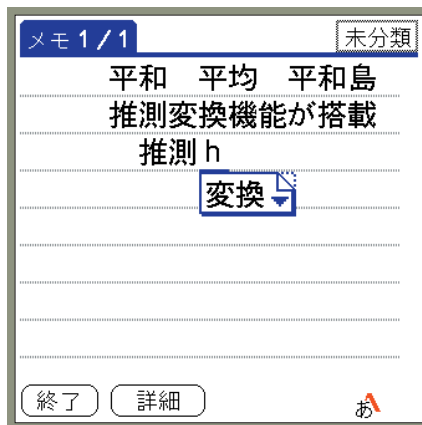 メモ 1/1 未分類
平和 平均 平和島
推測変換機能が搭載
推測h
変換
終了 詳細 あ